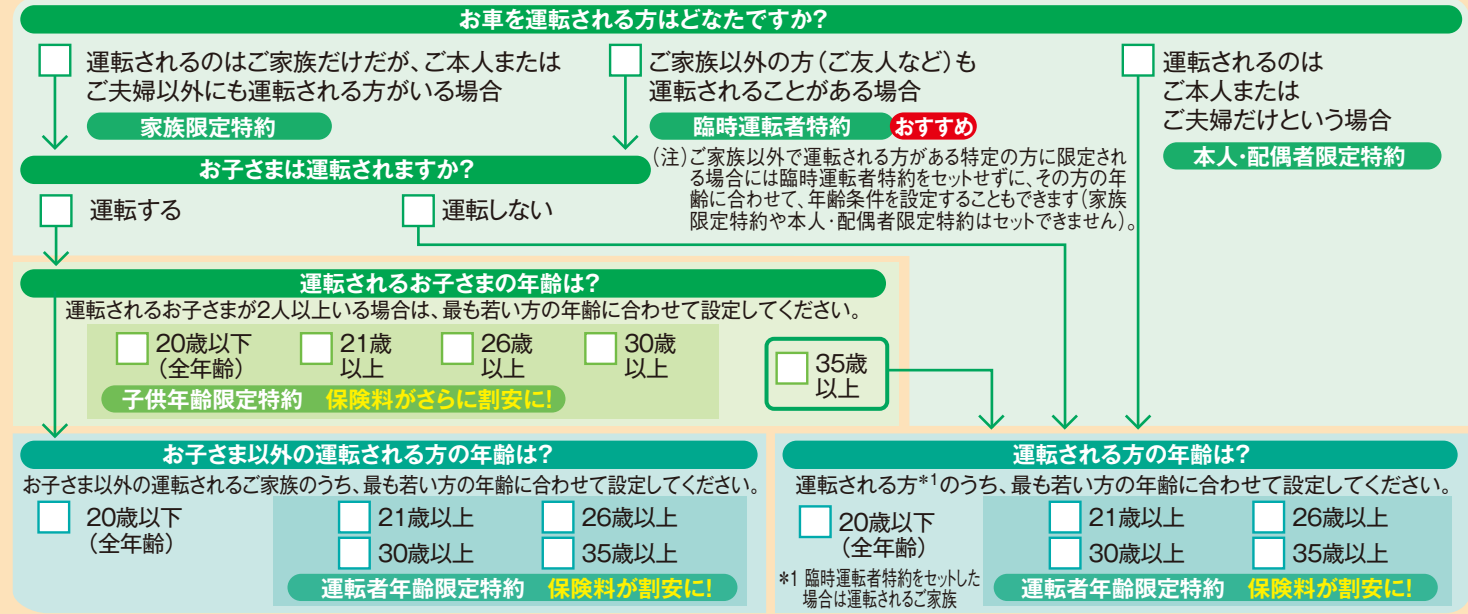 お車を運転される方はどなたですか?
運転されるのはご家族だけだが、ご本人または
ご夫婦以外にも運転される方がいる場合
家族限定特約
ご家族以外の方(ご友人など)も
運転されることがある場合
臨時運転者特約 おすすめ
(注)ご家族以外で運転される方がある特定の方に限定され
る場合には臨時運転者特約をセットせずに、その方の年
齢に合わせて、年齢条件を設定することもできます(家族
限定特約や本人・配偶者限定特約はセットできません)。
運転されるのは
ご本人または
ご夫婦だけという場合
本人・配偶者限定特約
お子さまは運転されますか?
運転する
運転しない
運転されるお子さまの年齢は?
運転されるお子さまが2人以上いる場合は、最も若い方の年齢に合わせて設定してください。
20歳以下
(全年齢)
21歳
以上
26歳
以上
30歳
以上
35歳
以上
子供年齢限定特約 保険料がさらに割安に!
お子さま以外の運転される方の年齢は?
お子さま以外の運転されるご家族のうち、最も若い方の年齢に合わせて設定してください。
20歳以下
(全年齢)
21歳以上
26歳以上
30歳以上
35歳以上
運転者年齢限定特約 保険料が割安に!
運転される方の年齢は?
運転される方*1のうち、最も若い方の年齢に合わせて設定してください。
20歳以下
(全年齢)
*1 臨時運転者特約をセットした
場合は運転されるご家族
21歳以上
26歳以上
30歳以上
35歳以上
運転者年齢限定特約 保険料が割安に!